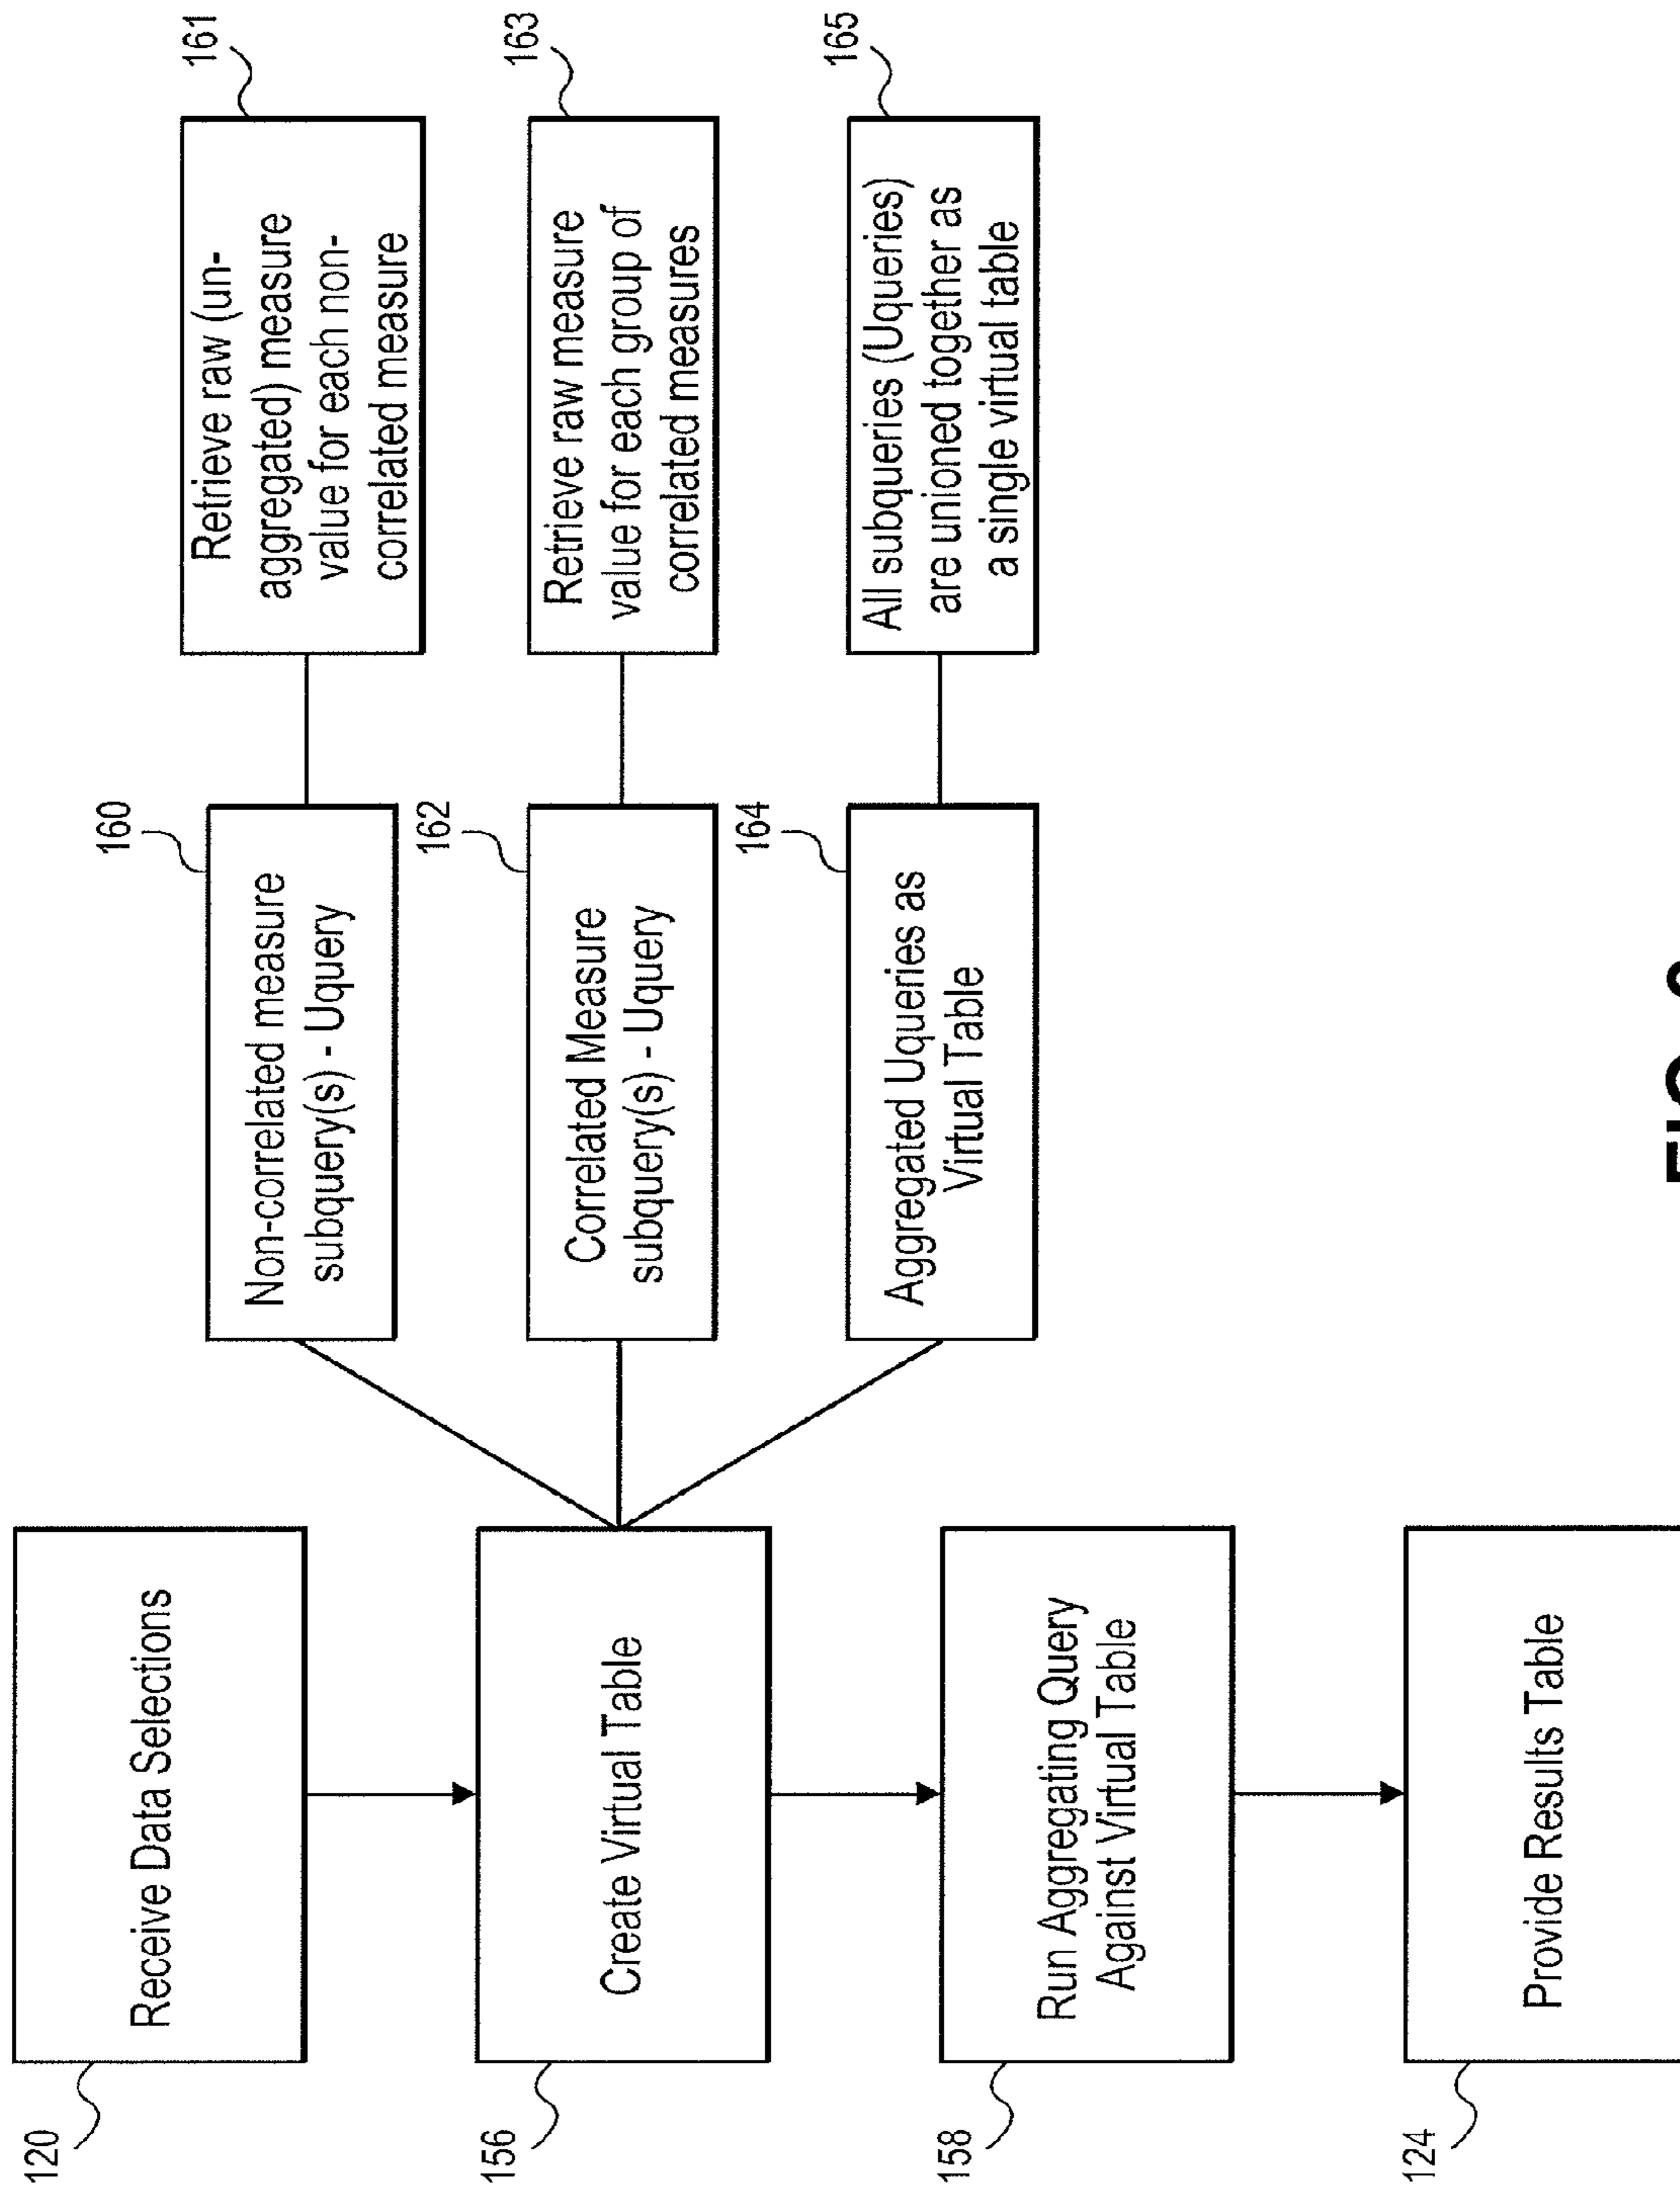 120
Receive Data Selections
156
Create Virtual Table
158
Run Aggregating Query
Against Virtual Table
124
Provide Results Table
160
Non-correlated measure
subquery(s) - Uquery
162
Correlated Measure
subquery(s) - Uquery
164
Aggregated Uqueries as
Virtual Table
161
Retrieve raw (un-
aggregated) measure
value for each non-
correlated measure
163
Retrieve raw measure
value for each group of
correlated measures
165
All subqueries (Uqueries)
are unioned together as
a single virtual table